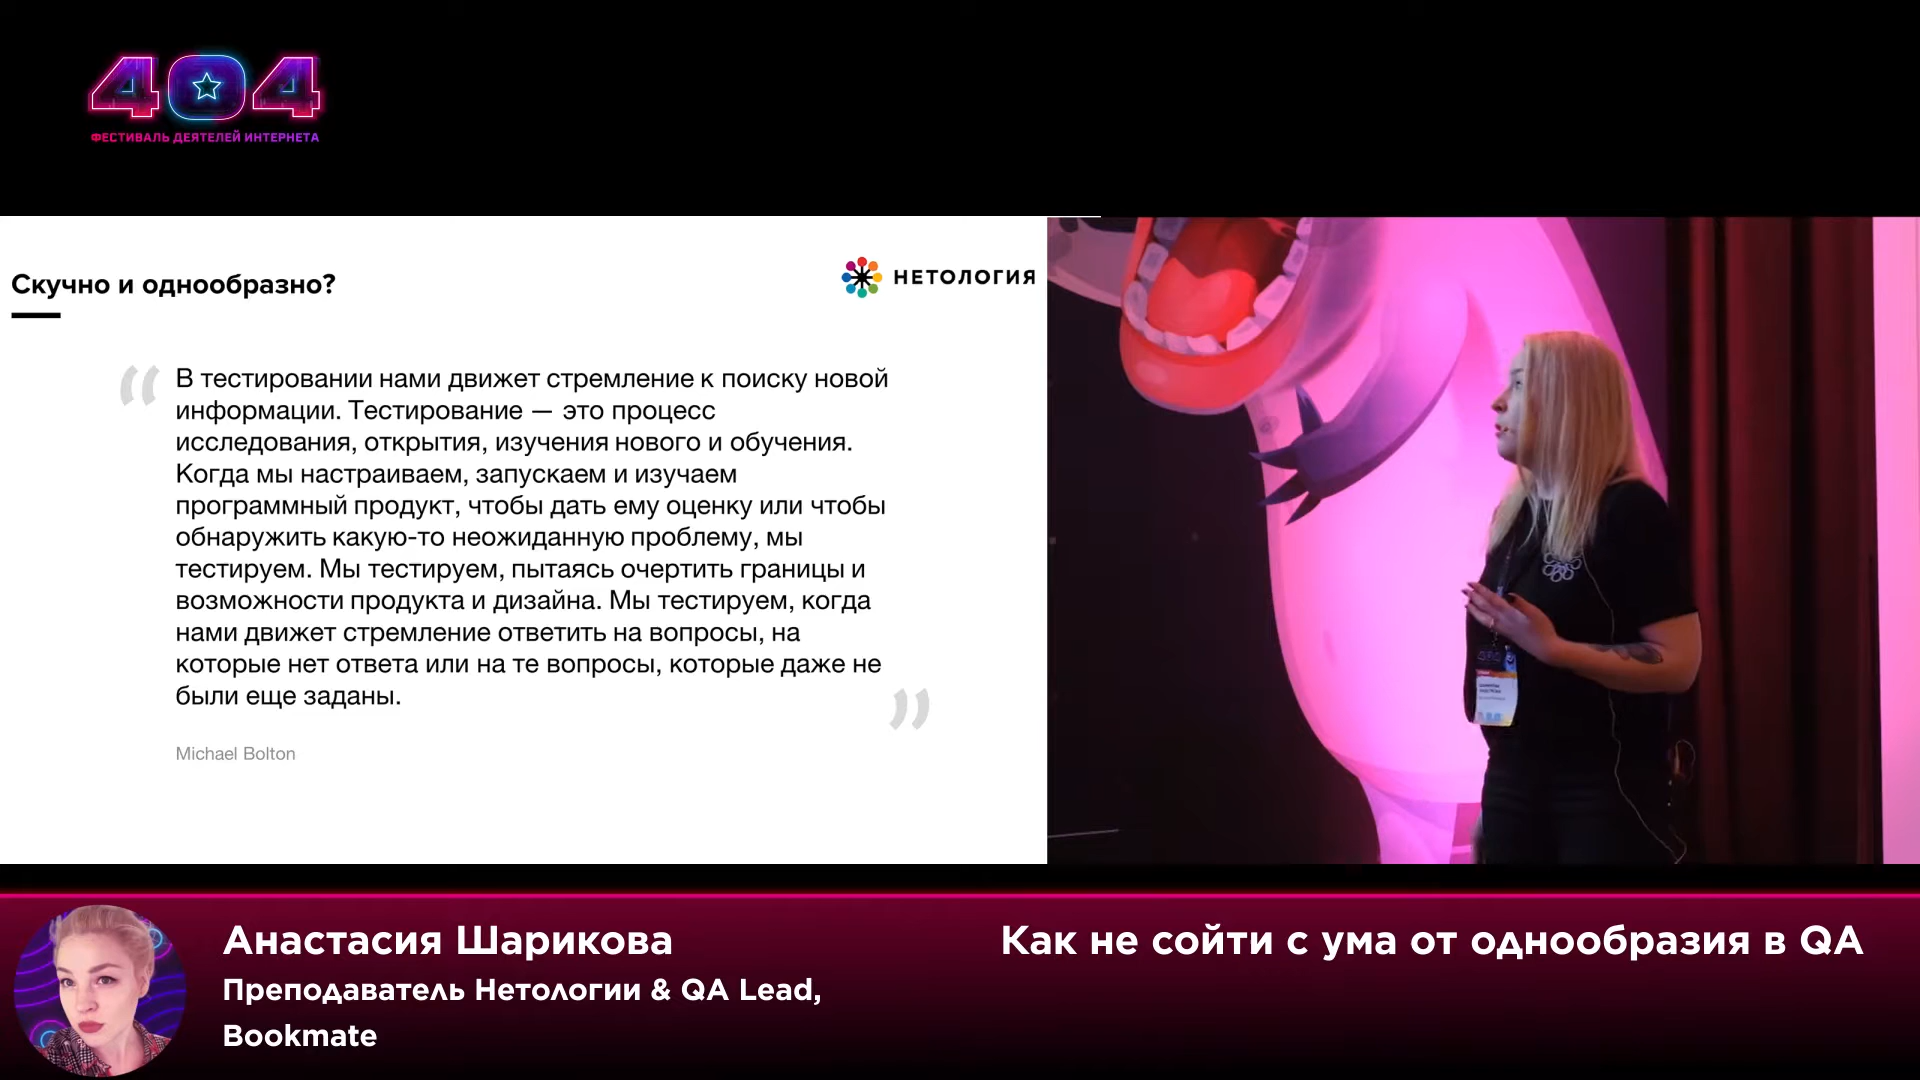 404
ФЕСТИВАЛЬ ДЕЯТЕЛЕЙ ИНТЕРНЕТА
Скучно и однообразно?
НЕТОЛОГИЯ
“
В тестировании нами движет стремление к поиску новой
информации. Тестирование — это процесс
исследования, открытия, изучения нового и обучения.
Когда мы настраиваем, запускаем и изучаем
программный продукт, чтобы дать ему оценку или чтобы
обнаружить какую-то неожиданную проблему, мы
тестируем. Мы тестируем, пытаясь очертить границы и
возможности продукта и дизайна. Мы тестируем, когда
нами движет стремление ответить на вопросы, на
которые нет ответа или на те вопросы, которые даже не
были еще заданы.
”
Michael Bolton
Анастасия Шарикова
Преподаватель Нетологии & QA Lead,
Bookmate
Как не сойти с ума от однообразия в QA